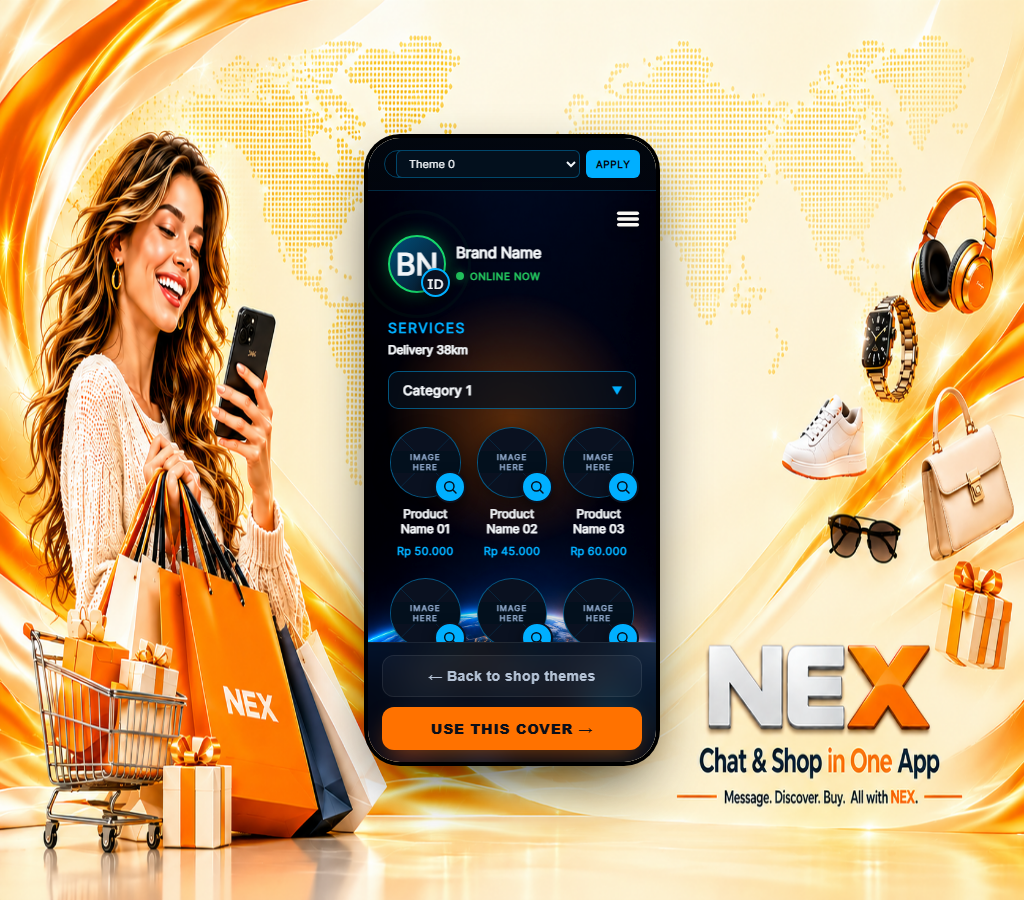 Theme 0
APPLY
BN
ID
Brand Name
ONLINE NOW
SERVICES
Delivery 38km
Category 1
IMAGE HERE
IMAGE HERE
IMAGE HERE
Product Name 01
Product Name 02
Product Name 03
Rp 50.000
Rp 45.000
Rp 60.000
IMAGE HERE
IMAGE HERE
IMAGE HERE
← Back to shop themes
USE THIS COVER →
NEX
NEX
Chat & Shop in One App
Message. Discover. Buy. All with NEX.